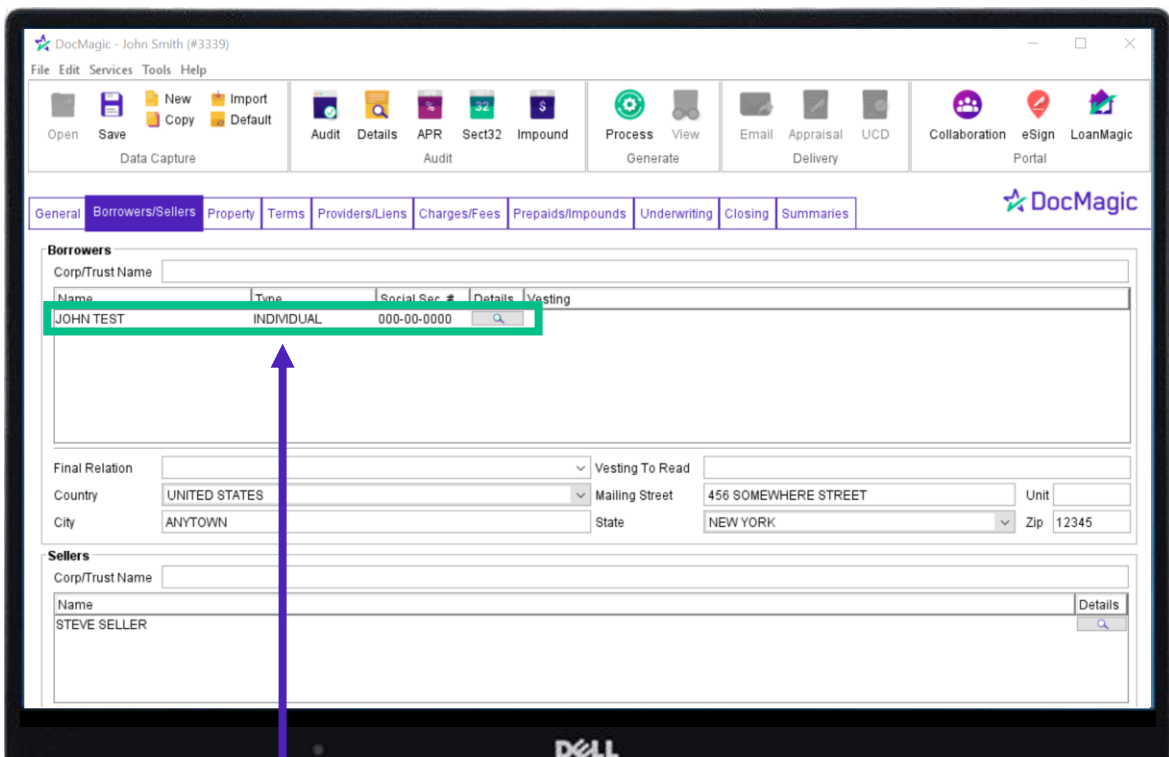 DocMagic - John Smith (#3339)
File Edit Services Tools Help
Open Save New Copy Import Default Audit Details APR Sect32 Impound Process View Email Appraisal UCD Collaboration eSign LoanMagic
% 32 $
Data Capture Audit Generate Delivery Portal
DocMagic
General Borrowers/Sellers Property Terms Providers/Liens Charges/Fees Prepaids/Impounds Underwriting Closing Summaries
Borrowers
Corp/Trust Name
Name Type Social Sec. # Details Vesting
JOHN TEST INDIVIDUAL 000-00-0000
Final Relation Vesting To Read
Country UNITED STATES Mailing Street 456 SOMEWHERE STREET Unit
City ANYTOWN State NEW YORK Zip 12345
Sellers
Corp/Trust Name
Name Details
STEVE SELLER
DELL